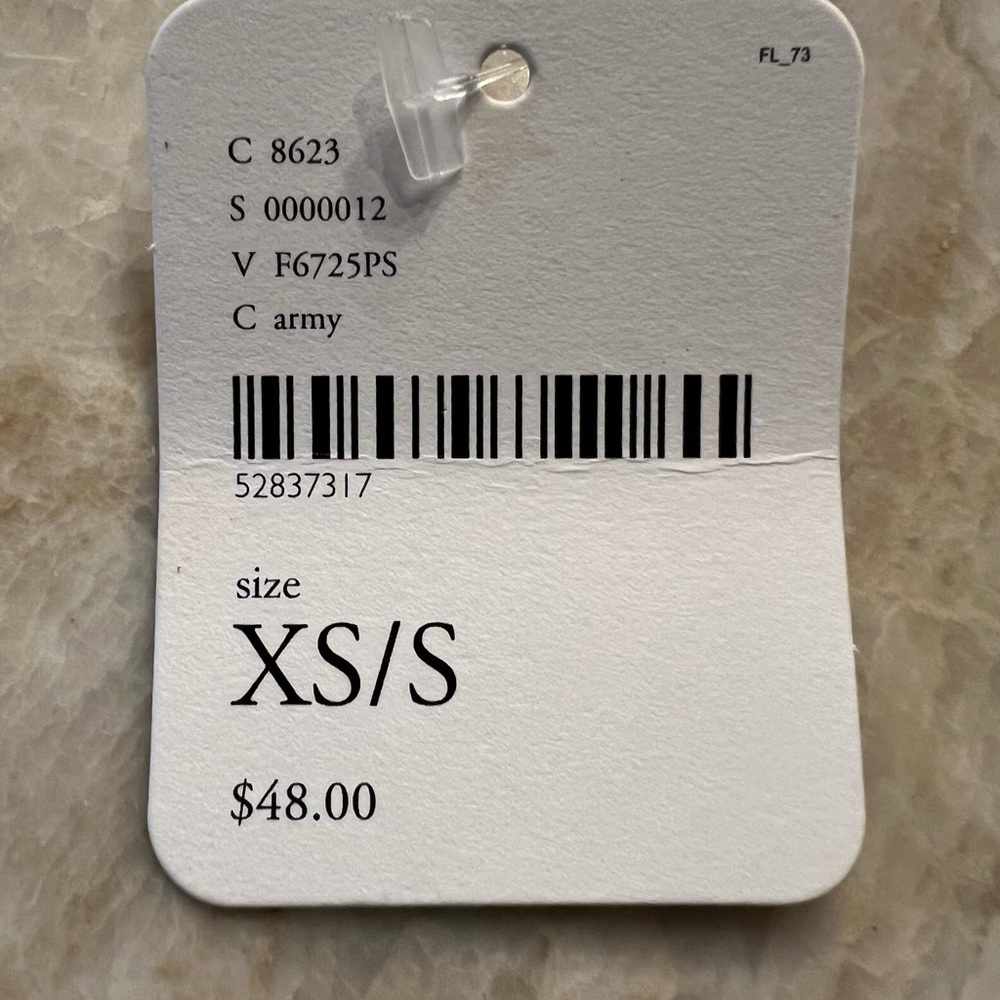 FL_73
C 8623
S 0000012
V F6725PS
C army
52837317
size
XS/S
$48.00